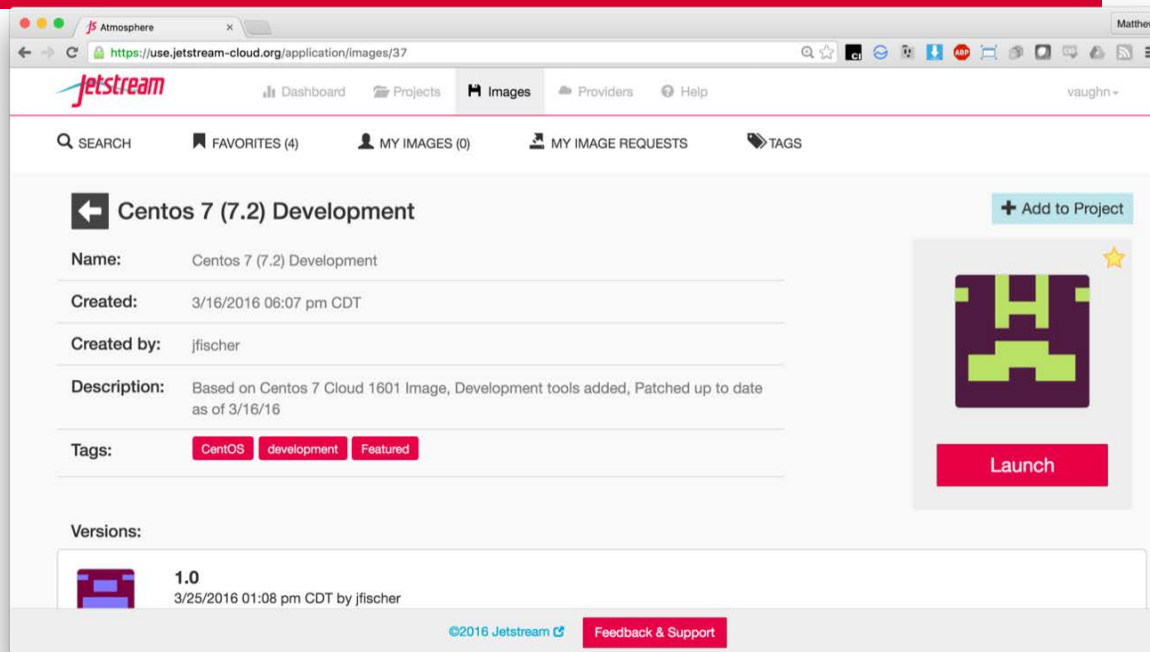 JS Atmosphere
Matthew
https://use.jetstream-cloud.org/application/images/37
Jetstream
Dashboard
Projects
Images
Providers
Help
vaughn
SEARCH
FAVORITES (4)
MY IMAGES (0)
MY IMAGE REQUESTS
TAGS
Centos 7 (7.2) Development
+ Add to Project
Name: Centos 7 (7.2) Development
Created: 3/16/2016 06:07 pm CDT
Created by: jfischer
Description: Based on Centos 7 Cloud 1601 Image, Development tools added, Patched up to date
as of 3/16/16
Tags: CentOS development Featured
Launch
Versions:
1.0
3/25/2016 01:08 pm CDT by jfischer
©2016 Jetstream
Feedback & Support